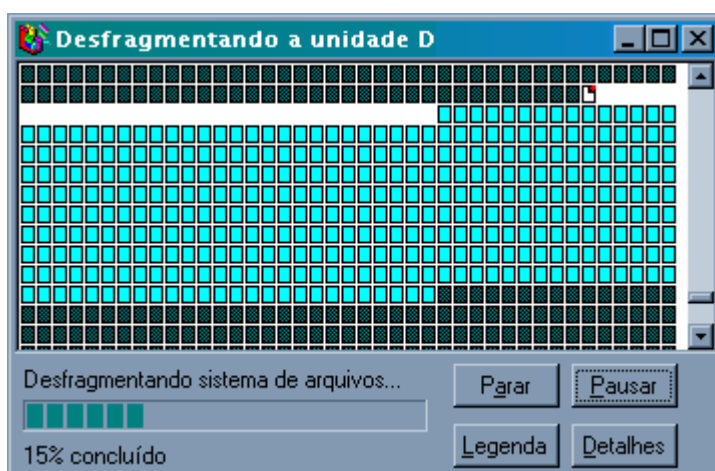 Desfragmentando a unidade D
Desfragmentando sistema de arquivos...
Parar
Pausar
15% concluído
Legenda
Detalhes